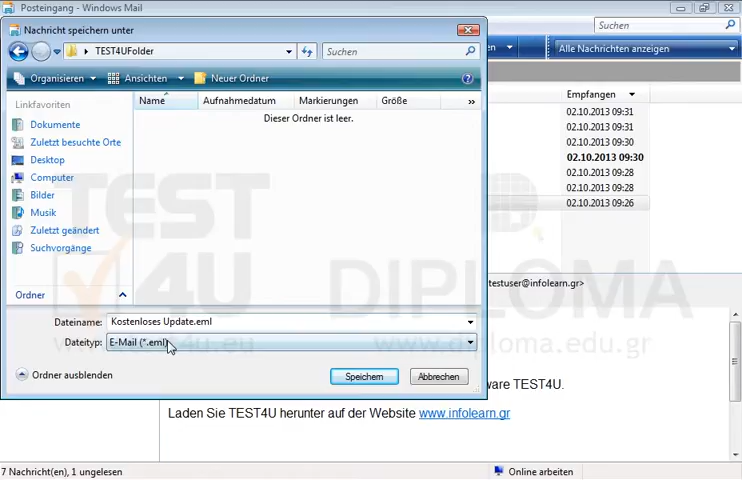 Posteingang - Windows Mail
Nachricht speichern unter
TEST4UFolder
Suchen
Suchen
en
Alle Nachrichten anzeigen
Organisieren Ansichten Neuer Ordner
Linkfavoriten
Name Aufnahmedatum Markierungen Größe »
Dieser Ordner ist leer.
Dokumente
Zuletzt besuchte Orte
Desktop
Computer
Bilder
Musik
Zuletzt geändert
Suchvorgänge
Ordner
Empfangen
02.10.2013 09:31
02.10.2013 09:31
02.10.2013 09:30
02.10.2013 09:30
02.10.2013 09:28
02.10.2013 09:28
02.10.2013 09:26
TEST
4U
DIPLOMA
www.test4u.eu
www.diploma.edu.gr
testuser@infolearn.gr>
Dateiname: Kostenloses Update.eml
Dateityp: E-Mail (*.eml)
Ordner ausblenden
Speichern
Abbrechen
ware TEST4U.
Laden Sie TEST4U herunter auf der Website www.infolearn.gr
7 Nachricht(en), 1 ungelesen
Online arbeiten